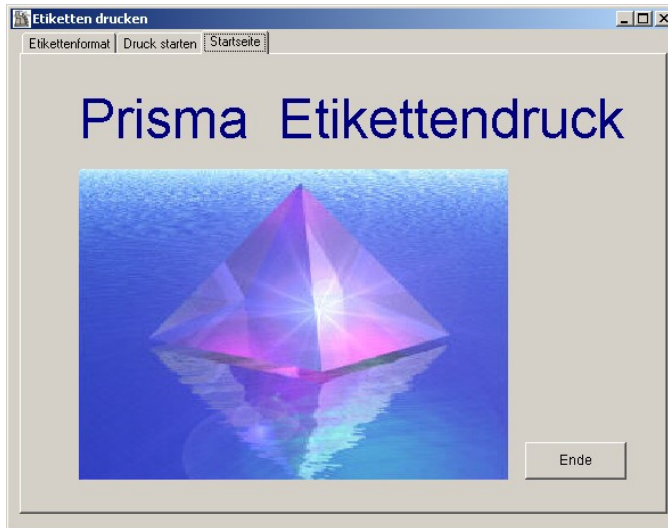 Etiketten drucken
Etikettenformat Druck starten Startseite
Prisma Etikettendruck
Ende